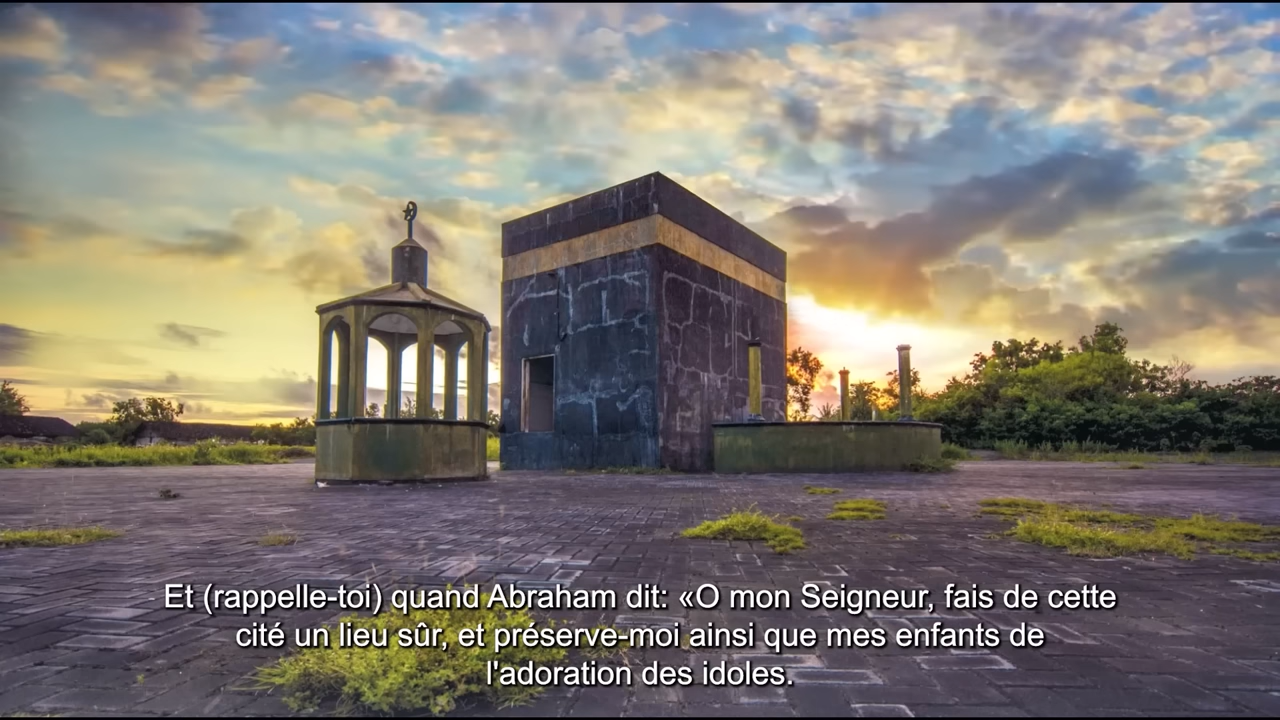 Et (rappelle-toi) quand Abraham dit: «O mon Seigneur, fais de cette
cité un lieu sûr, et préserve-moi ainsi que mes enfants de
l'adoration des idoles.